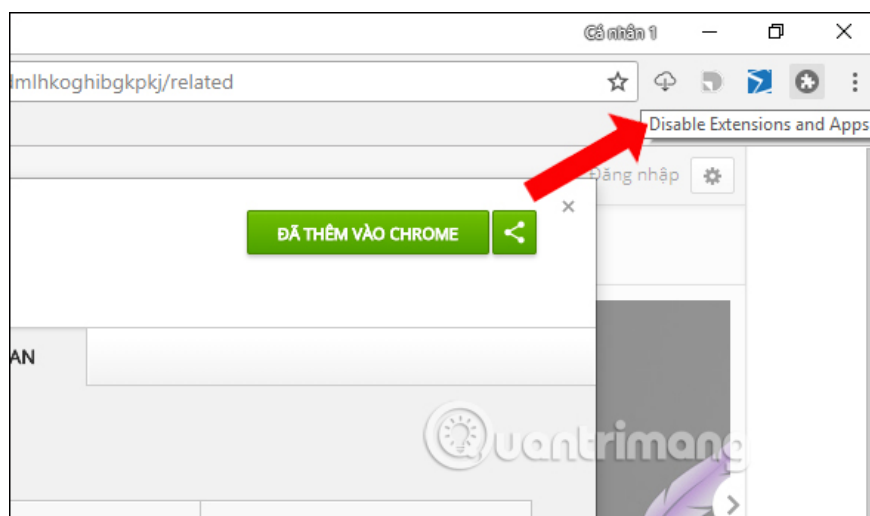 Cá nhân 1
lmlhkoghibgkpkj/related
Disable Extensions and Apps
Đăng nhập
ĐÃ THÊM VÀO CHROME
AN
Quantrimang